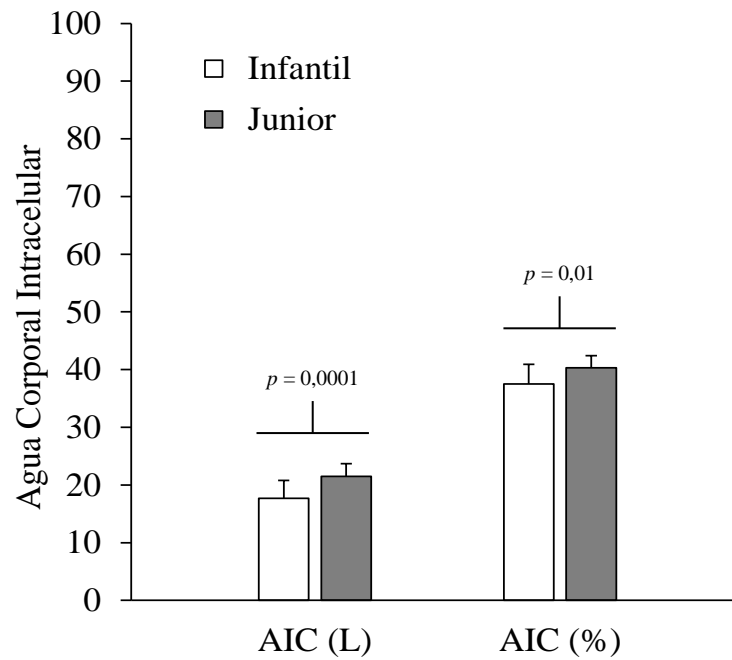 Agua Corporal Intracelular
100
90
80
70
60
50
40
30
20
10
0
Infantil
Junior
p = 0,0001
p = 0,01
AIC (L)
AIC (%)